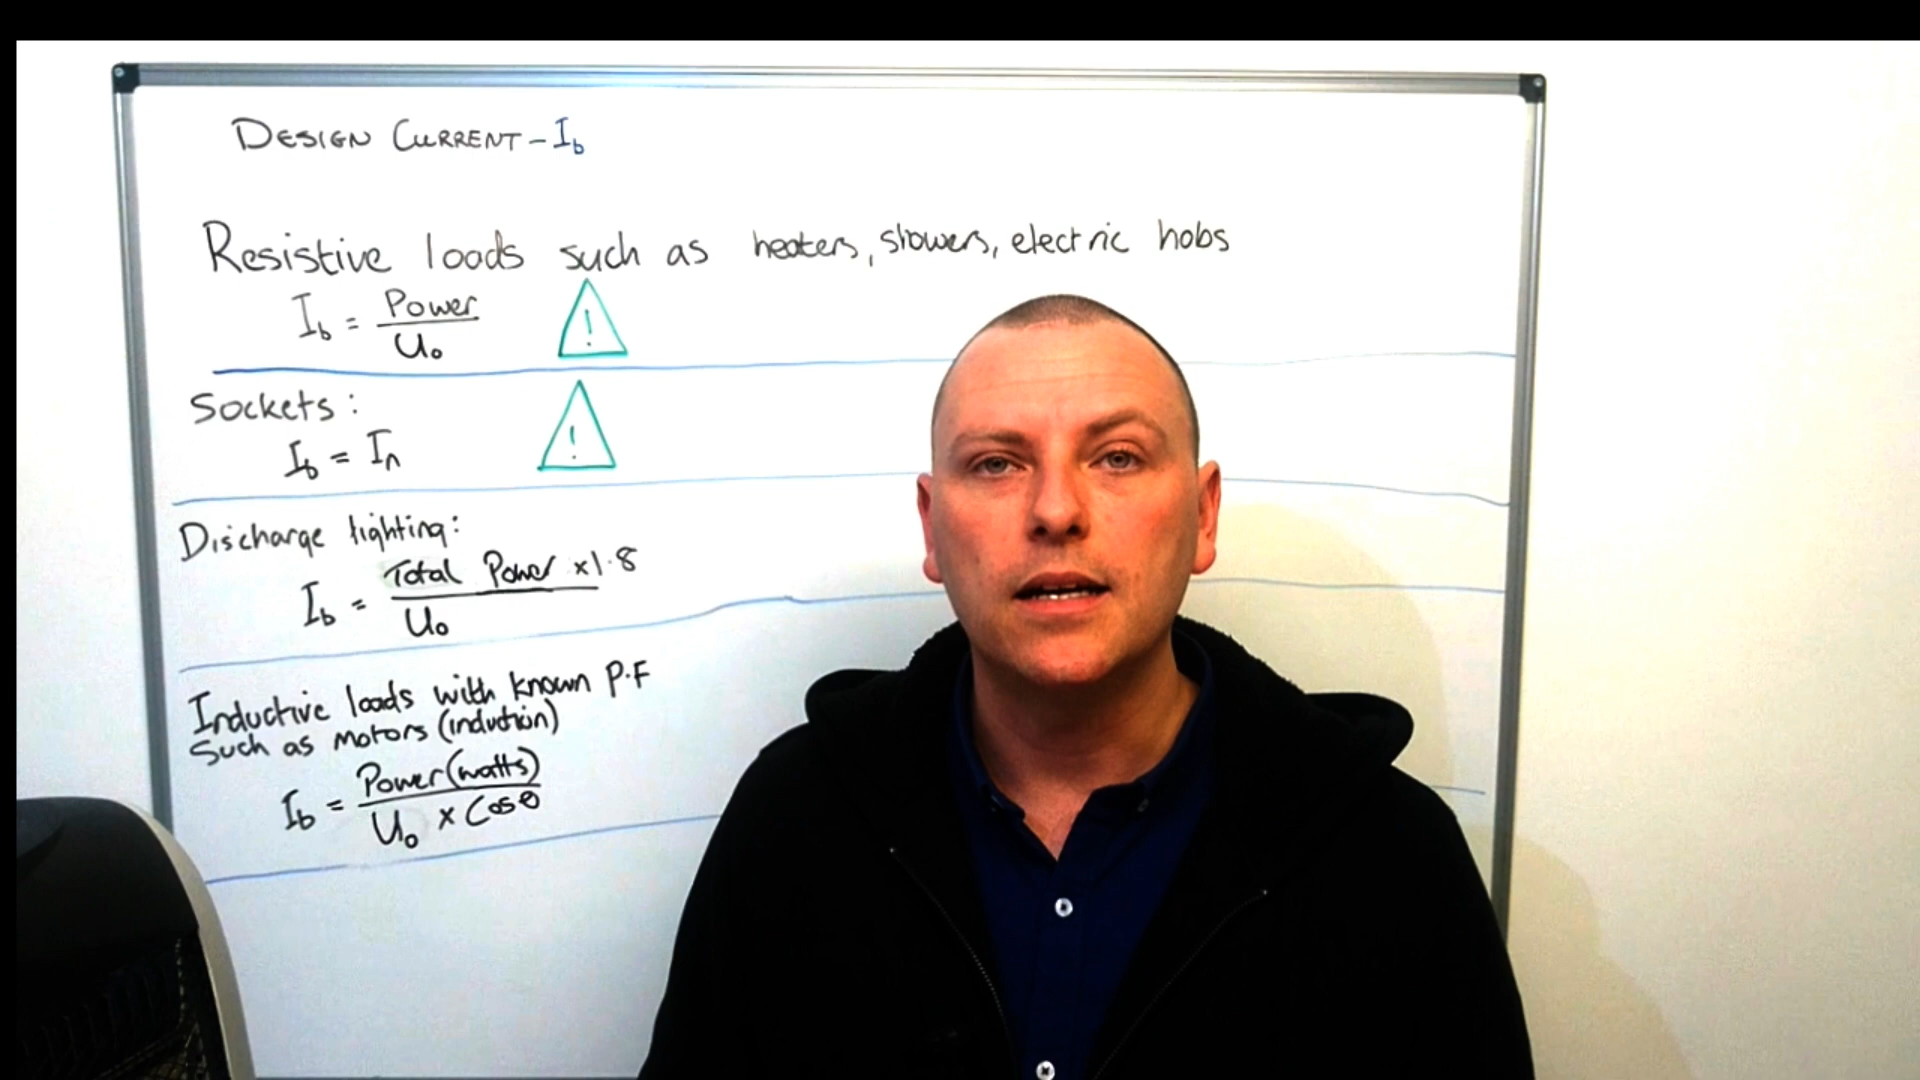 DESIGN CURRENT - Ib
Resistive loads such as heaters, showers, electric hobs
Ib = Power / Uo
!
Sockets:
Ib = In
!
Discharge lighting:
Ib = Total Power x1.8 / Uo
Inductive loads with known P.F
Such as motors (induction)
Ib = Power (watts) / Uo x Cosθ